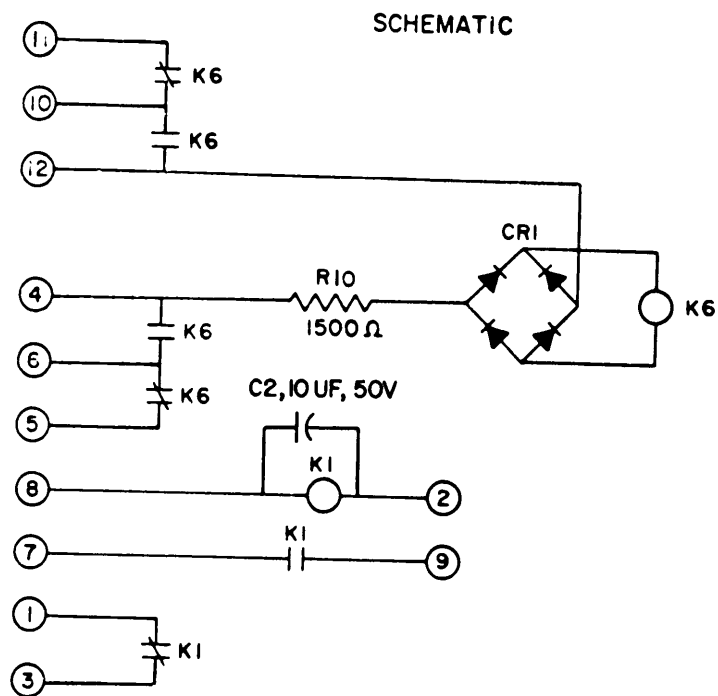 SCHEMATIC
11
K6
10
K6
12
CR1
4
R10
1500 Ω
K6
K6
6
K6
5
C2, 10 UF, 50V
K1
8
2
K1
7
9
1
K1
3